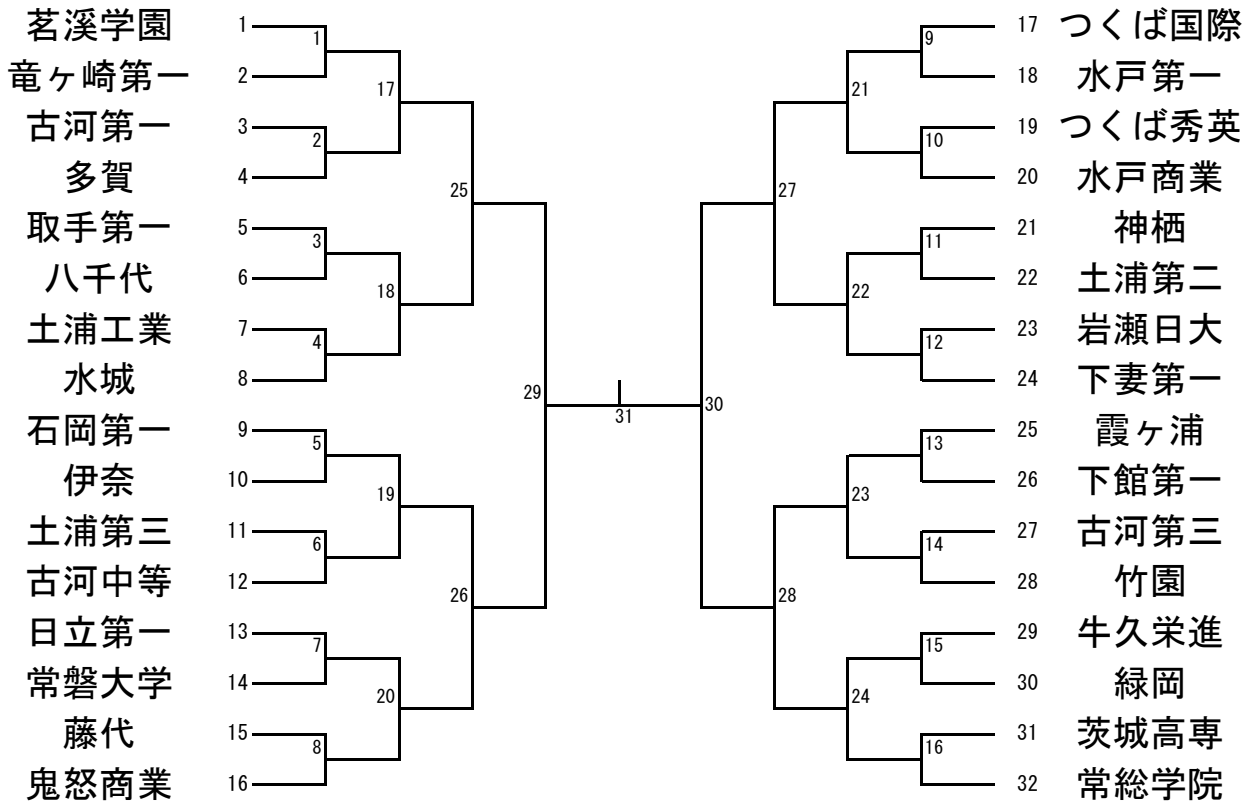 茗溪学園 1
竜ヶ崎第一 2
古河第一 3
多賀 4
取手第一 5
八千代 6
土浦工業 7
水城 8
石岡第一 9
伊奈 10
土浦第三 11
古河中等 12
日立第一 13
常磐大学 14
藤代 15
鬼怒商業 16
1
2
3
4
5
6
7
8
17
18
19
20
25
26
29
31
30
27
28
21
22
23
24
9
10
11
12
13
14
15
16
17 つくば国際
18 水戸第一
19 つくば秀英
20 水戸商業
21 神栖
22 土浦第二
23 岩瀬日大
24 下妻第一
25 霞ヶ浦
26 下館第一
27 古河第三
28 竹園
29 牛久栄進
30 緑岡
31 茨城高専
32 常総学院